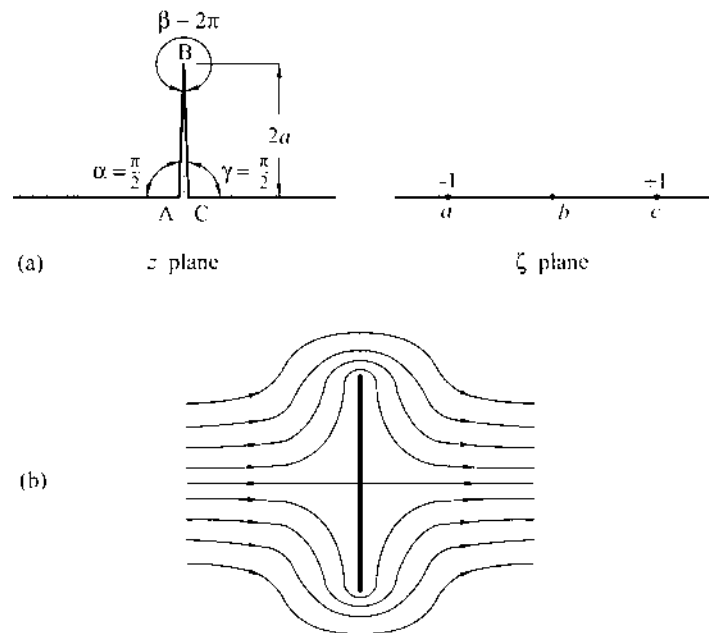 β – 2π
B
2a
α = π/2
γ = π/2
A C
-1
+1
a b c
(a) z plane ζ plane
(b)